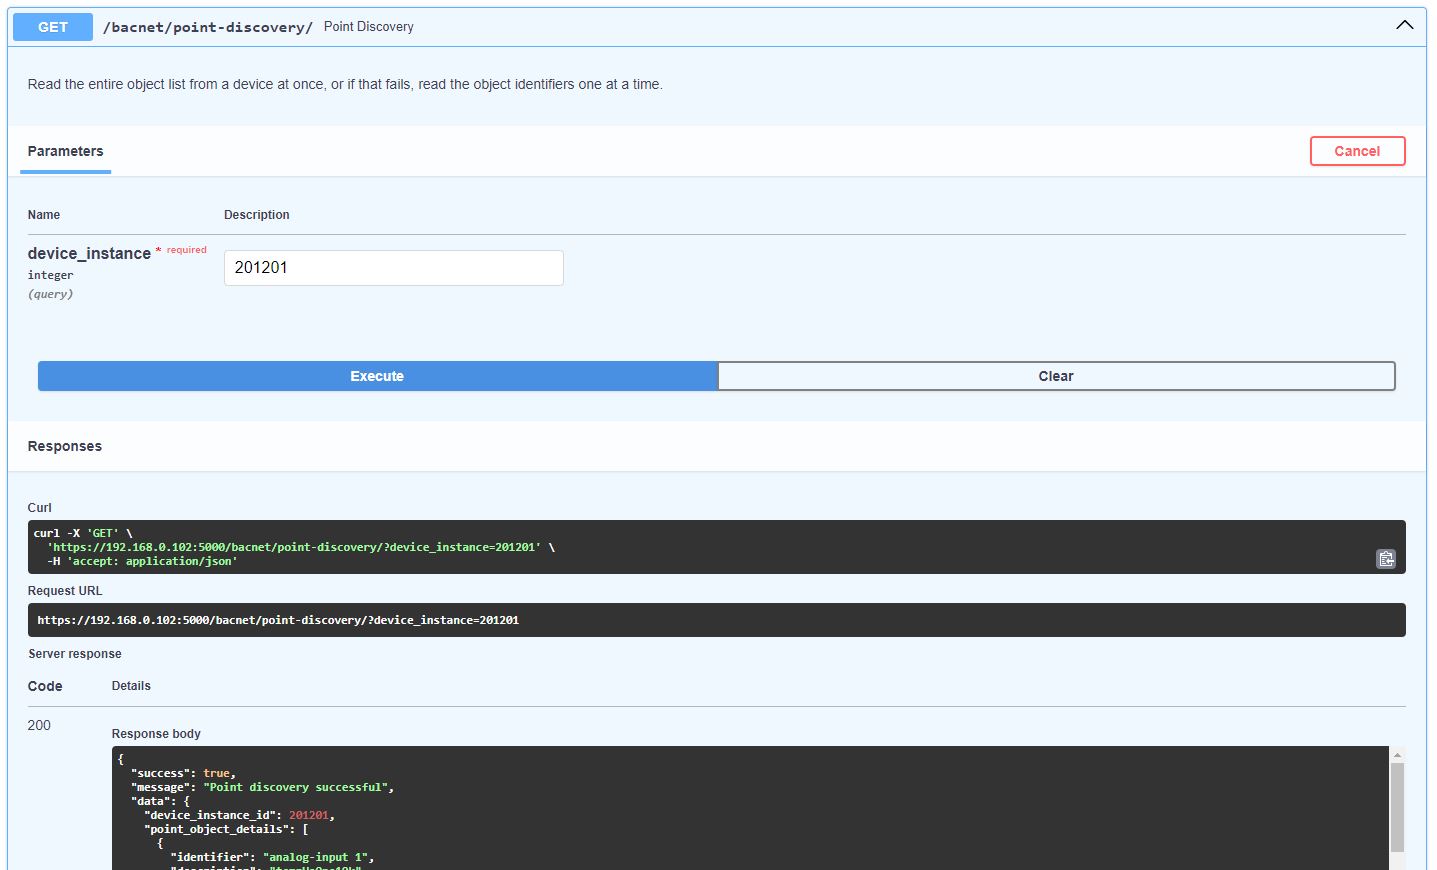 GET /bacnet/point-discovery/ Point Discovery
Read the entire object list from a device at once, or if that fails, read the object identifiers one at a time.
Parameters
Cancel
Name Description
device_instance * required
integer
(query)
201201
Execute Clear
Responses
Curl
curl -X 'GET' \
'https://192.168.0.102:5000/bacnet/point-discovery/?device_instance=201201' \
-H 'accept: application/json'
Request URL
https://192.168.0.102:5000/bacnet/point-discovery/?device_instance=201201
Server response
Code Details
200
Response body
{
"success": true,
"message": "Point discovery successful",
"data": {
"device_instance_id": 201201,
"point_object_details": [
{
"identifier": "analog-input 1",